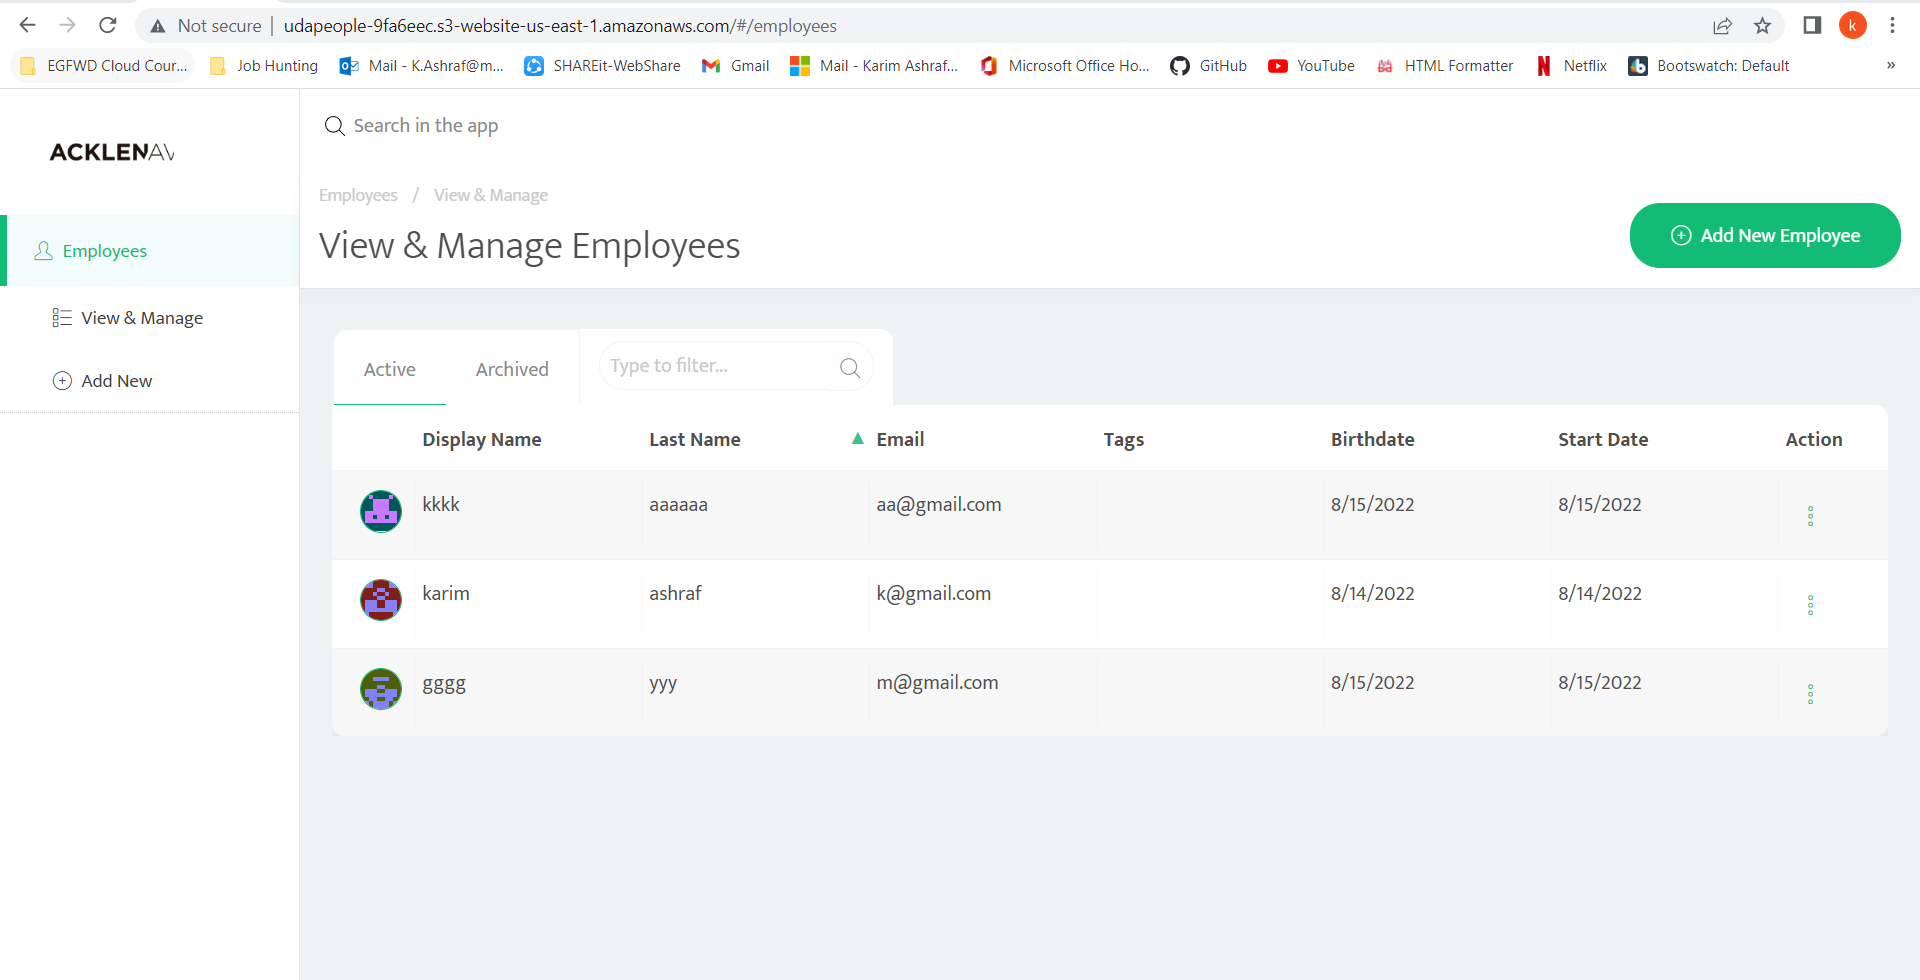 Not secure | udapeople-9fa6eec.s3-website-us-east-1.amazonaws.com/#/employees
k
EGFWD Cloud Cour... Job Hunting Mail - K.Ashraf@m... SHAREit-WebShare Gmail Mail - Karim Ashraf... Microsoft Office Ho... GitHub YouTube HTML Formatter Netflix Bootswatch: Default »
ACKLENAV
Search in the app
Employees / View & Manage
View & Manage Employees
Add New Employee
Employees
View & Manage
Add New
Active Archived Type to filter...
Display Name Last Name Email Tags Birthdate Start Date Action
kkkk aaaaaa aa@gmail.com 8/15/2022 8/15/2022
karim ashraf k@gmail.com 8/14/2022 8/14/2022
gggg yyy m@gmail.com 8/15/2022 8/15/2022